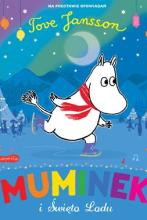 NA PODSTAWIE OPOWIADAŃ
Tove Jansson
MUMINEK
i Święto Lodu